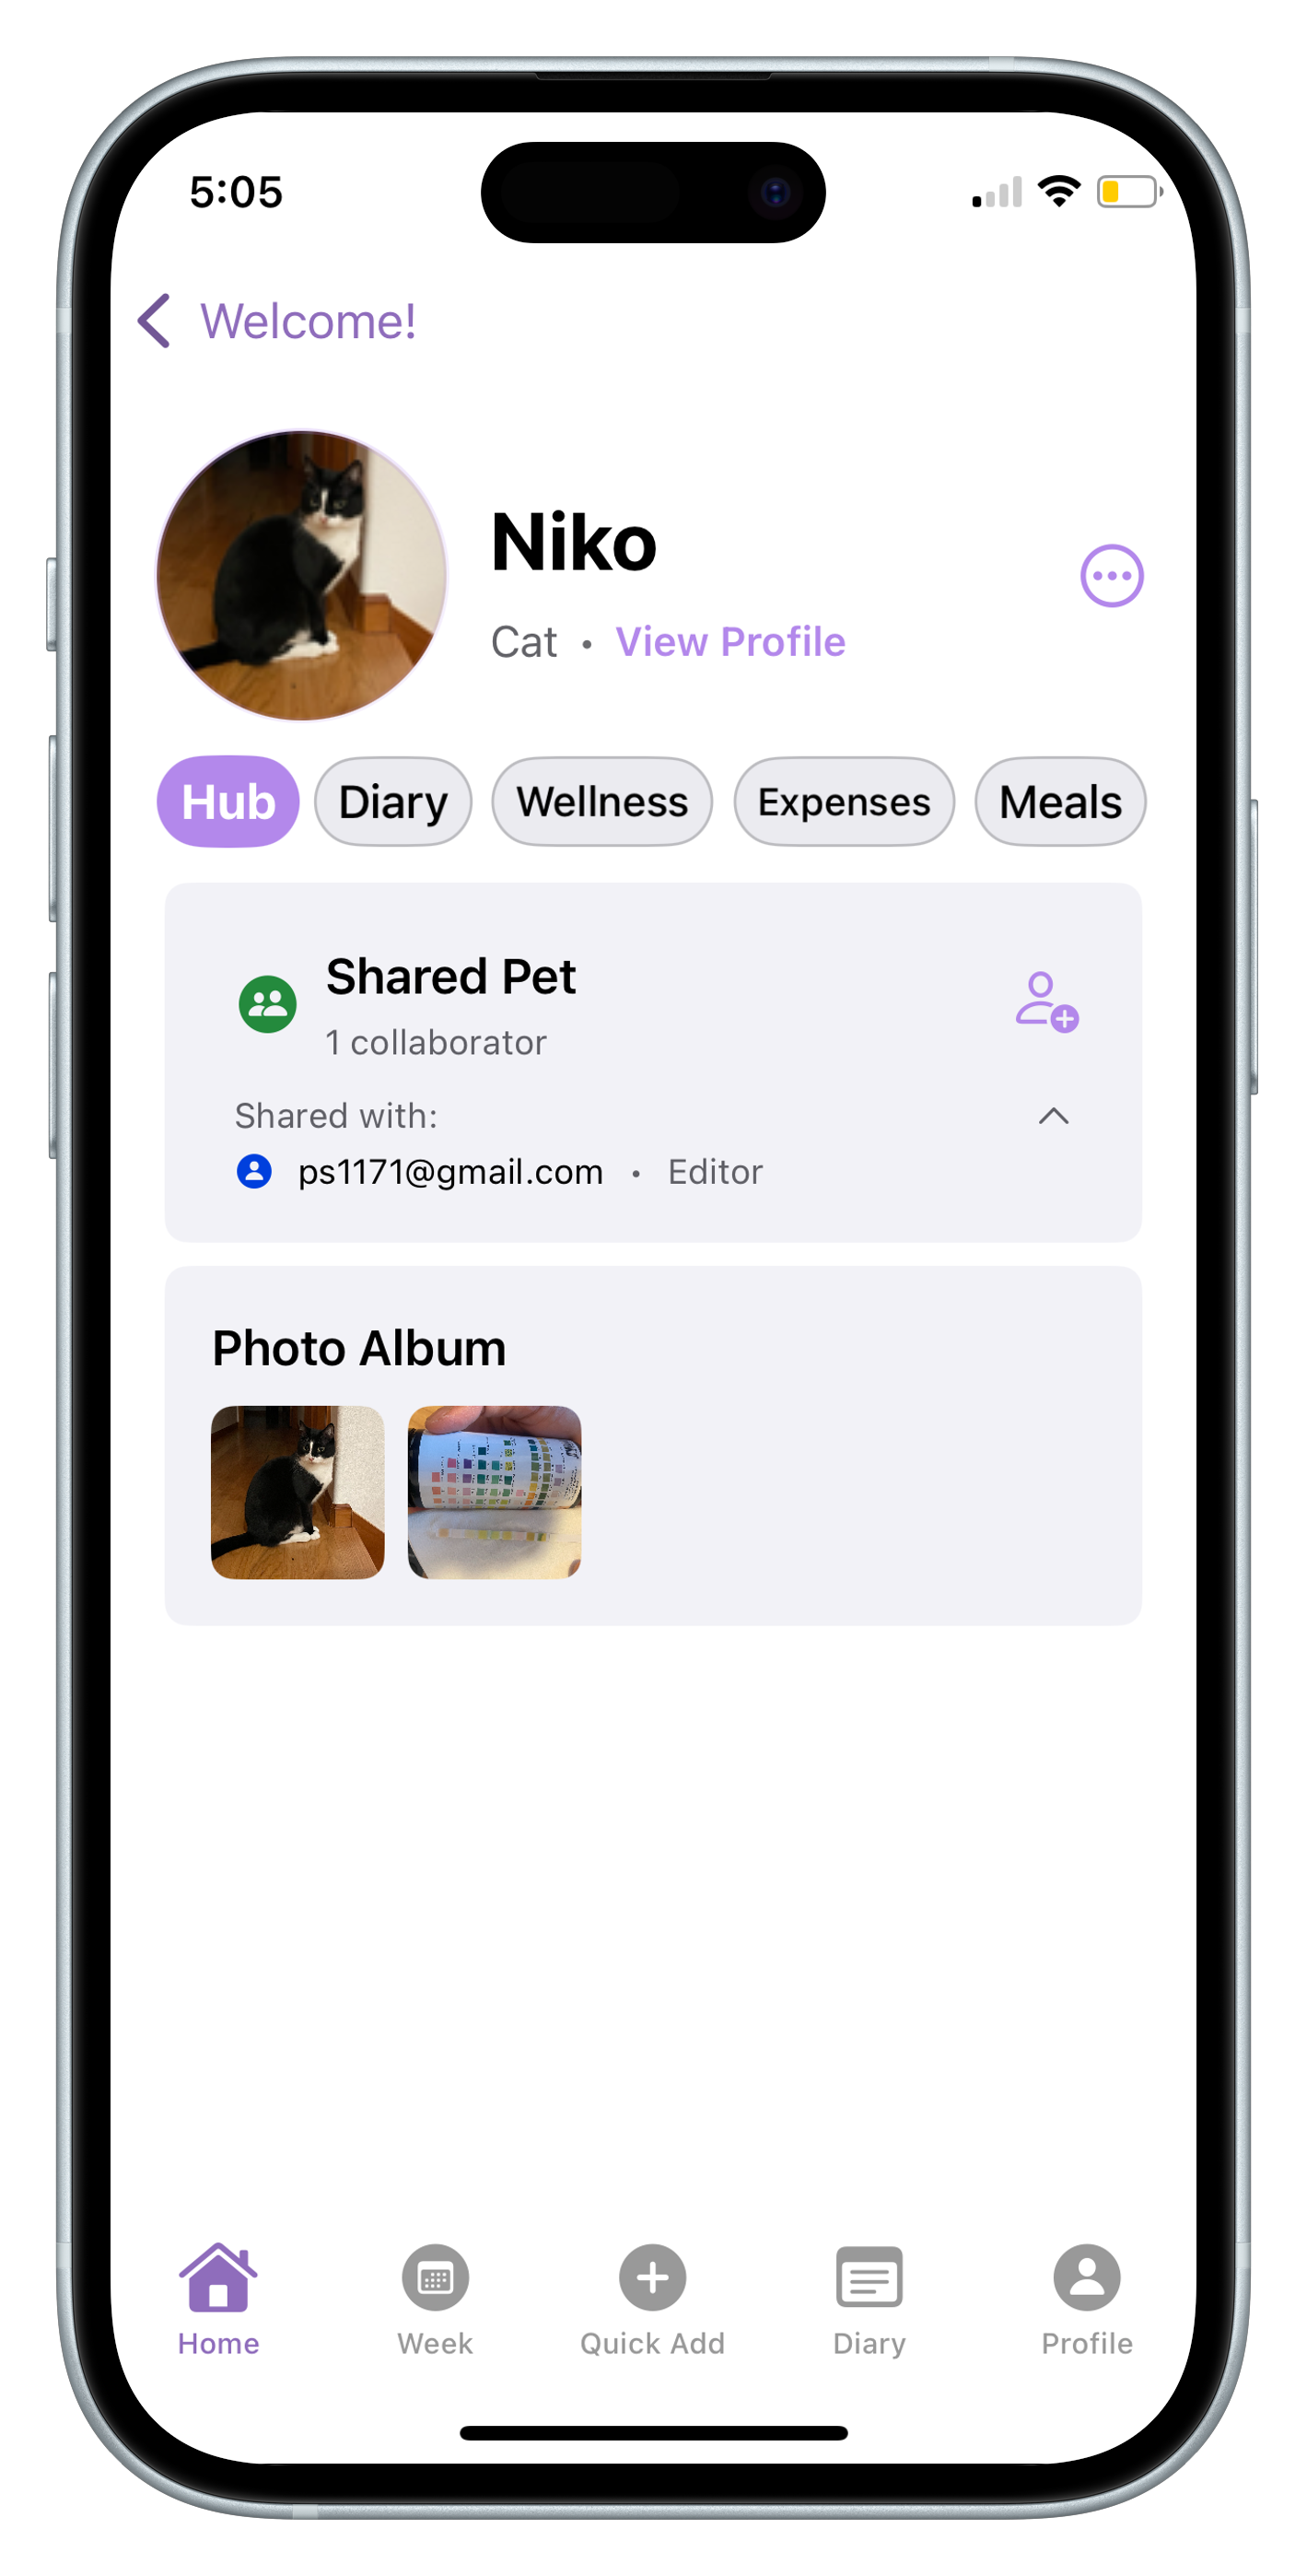 5:05
Welcome!
Niko
Cat • View Profile
Hub Diary Wellness Expenses Meals
Shared Pet
1 collaborator
Shared with:
ps1171@gmail.com • Editor
Photo Album
Home Week Quick Add Diary Profile